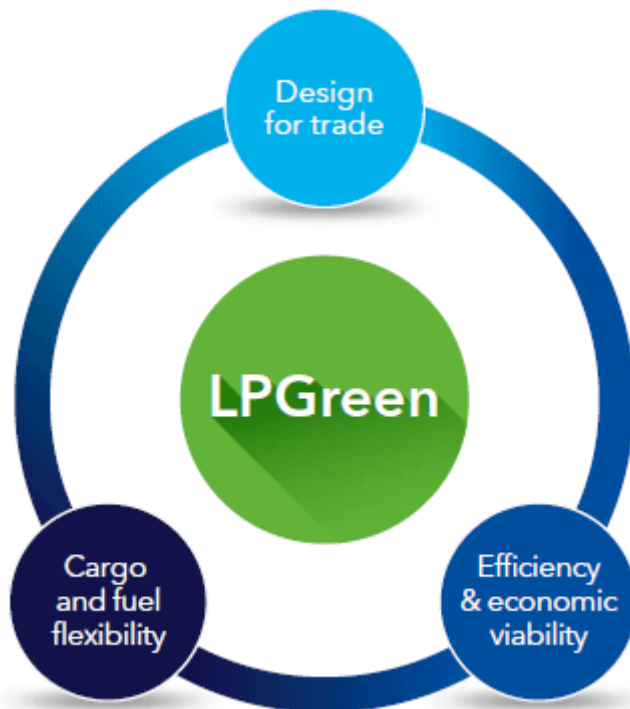 Design
for trade
LPGreen
Cargo
and fuel
flexibility
Efficiency
& economic
viability